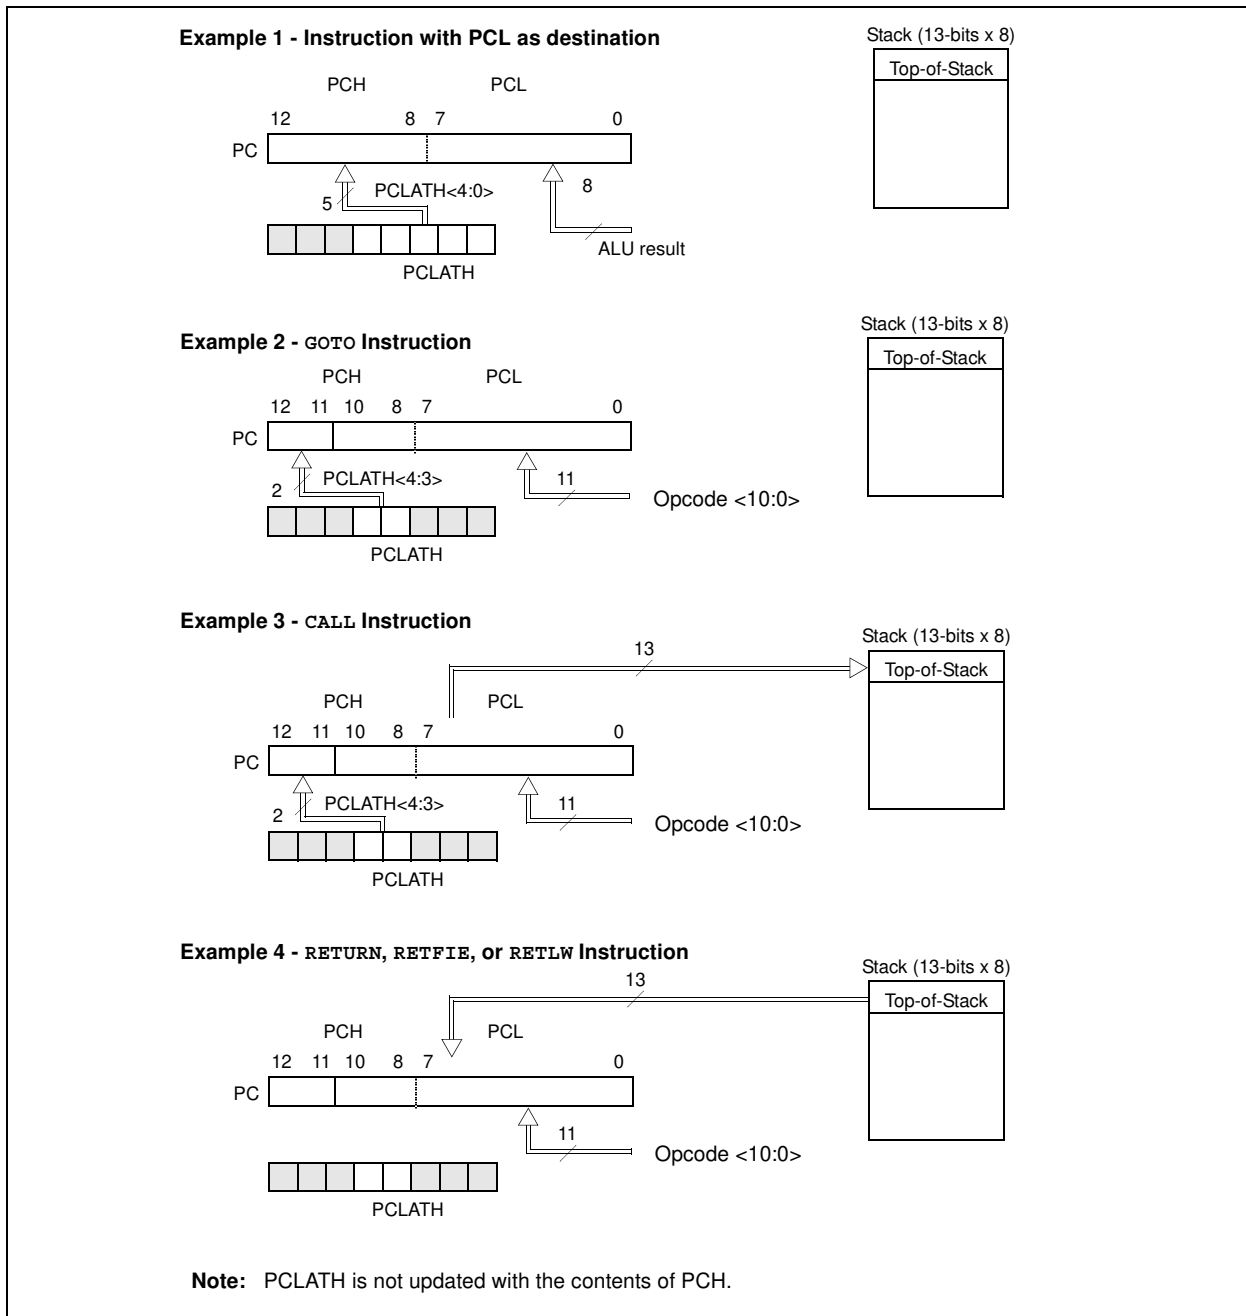 Example 1 - Instruction with PCL as destination
Stack (13-bits x 8)
Top-of-Stack
PCH PCL
12 8 7 0
PC
5 PCLATH<4:0> 8
ALU result
PCLATH
Example 2 - GOTO Instruction
Stack (13-bits x 8)
Top-of-Stack
PCH PCL
12 11 10 8 7 0
PC
2 PCLATH<4:3> 11
Opcode <10:0>
PCLATH
Example 3 - CALL Instruction
Stack (13-bits x 8)
13
Top-of-Stack
PCH PCL
12 11 10 8 7 0
PC
2 PCLATH<4:3> 11
Opcode <10:0>
PCLATH
Example 4 - RETURN, RETFIE, or RETLW Instruction
Stack (13-bits x 8)
13
Top-of-Stack
PCH PCL
12 11 10 8 7 0
PC
11
Opcode <10:0>
PCLATH
Note: PCLATH is not updated with the contents of PCH.